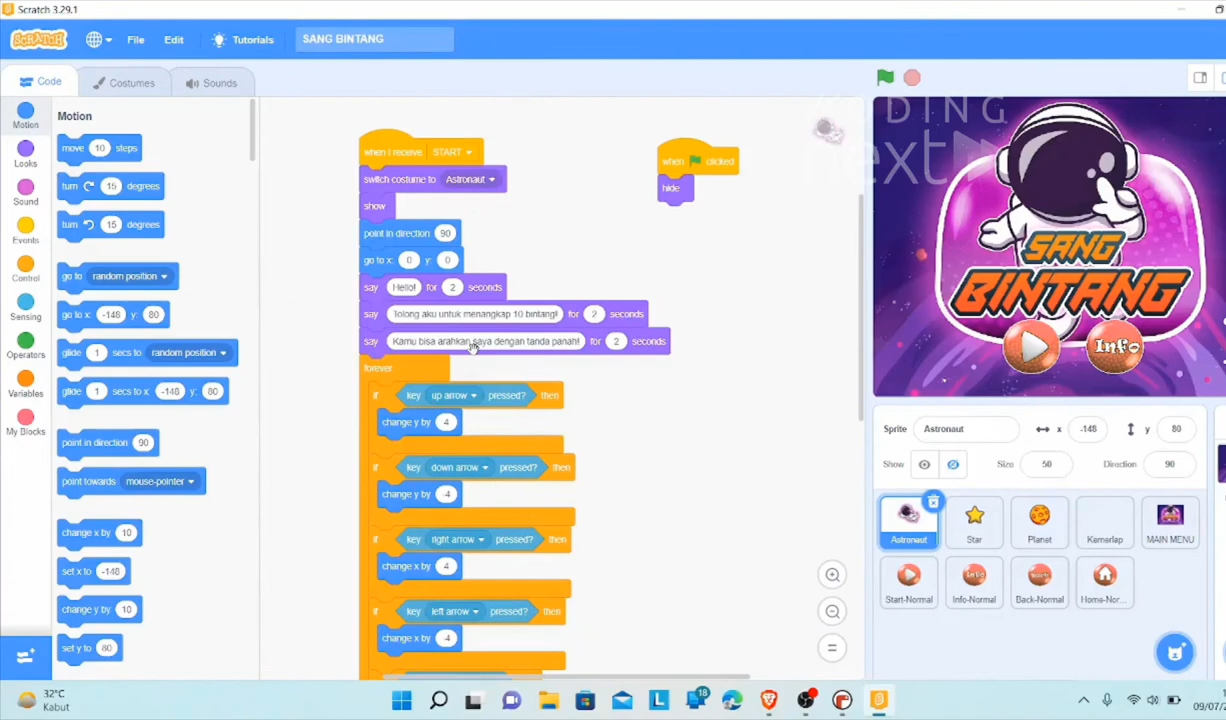 Scratch 3.29.1
SCRATCH File Edit Tutorials SANG BINTANG
Code Costumes Sounds
Motion
Looks
Sound
Events
Control
Sensing
Operators
Variables
My Blocks
Motion
move 10 steps
turn 15 degrees
turn 15 degrees
go to random position
go to x: -148 y: 80
glide 1 secs to random position
glide 1 secs to x: -148 y: 80
point in direction 90
point towards mouse-pointer
change x by 10
set x to -148
change y by 10
set y to 80
when I receive START
switch costume to Astronaut
show
point in direction 90
go to x: 0 y: 0
say Hello! for 2 seconds
say Tolong aku untuk menangkap 10 bintang! for 2 seconds
say Kamu bisa arahkan saya dengan tanda panah! for 2 seconds
forever
if key up arrow pressed? then
change y by 4
if key down arrow pressed? then
change y by -4
if key right arrow pressed? then
change x by 4
if key left arrow pressed? then
change x by -4
when clicked
hide
DING
ext
SANG
BINTANG
Info
Sprite Astronaut x -148 y 80
Show Size 50 Direction 90
Astronaut Star Planet Kernerlap MAIN MENU
Start-Normal Info-Normal Back-Normal Home-Nor...
32°C
Kabut
18
09/07/2